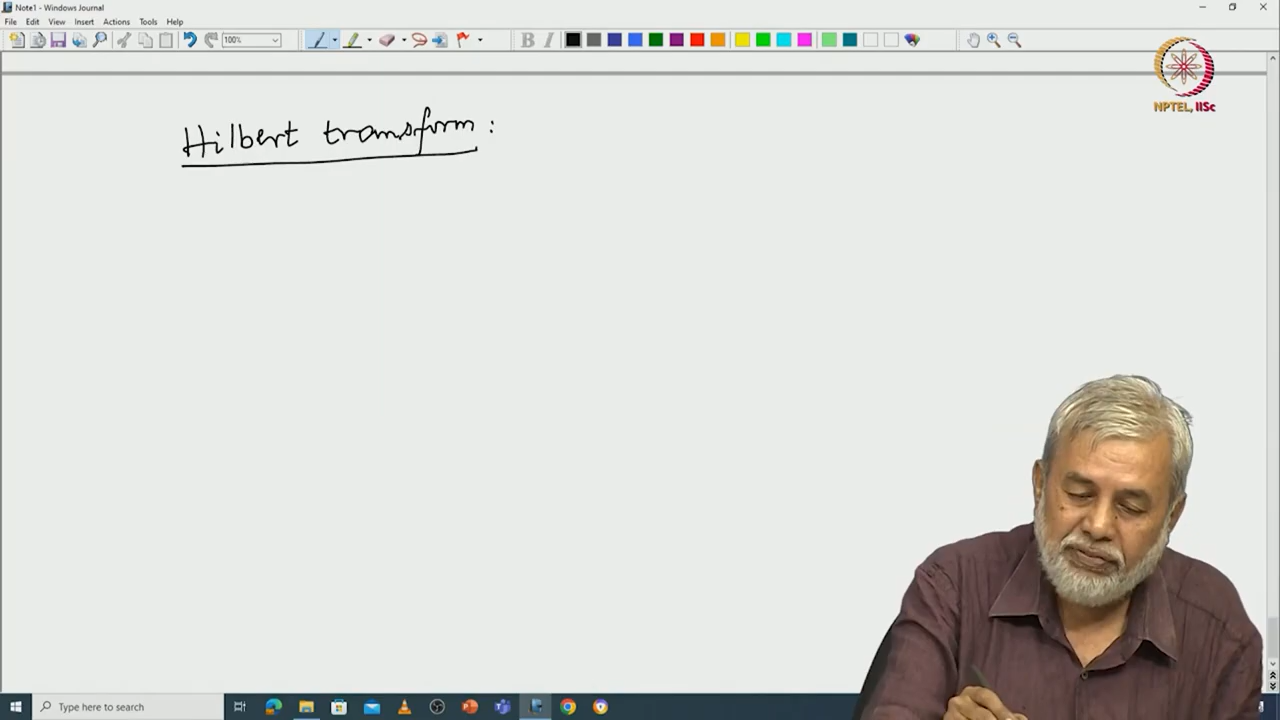 Note1 - Windows Journal
File Edit View Insert Actions Tools Help
100%
B I
NPTEL, IISc
Hilbert transform :
Type here to search